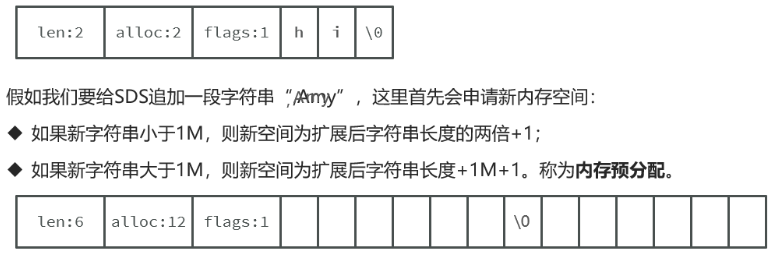 len:2 alloc:2 flags:1 h i \0
假如我们要给SDS追加一段字符串“,Amy”，这里首先会申请新内存空间：
◆ 如果新字符串小于1M，则新空间为扩展后字符串长度的两倍+1；
◆ 如果新字符串大于1M，则新空间为扩展后字符串长度+1M+1。称为内存预分配。
len:6 alloc:12 flags:1 \0